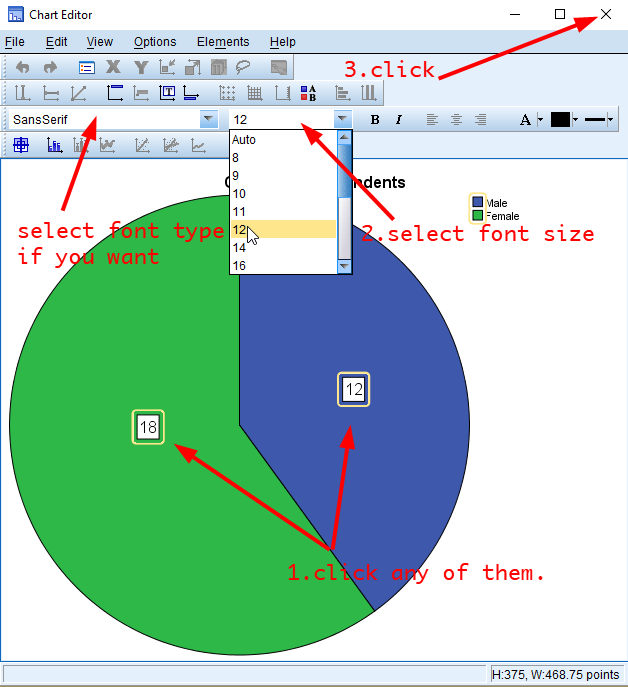 Chart Editor
File Edit View Options Elements Help
3.click
X Y
T
A
B
SansSerif 12 B I A
Auto
8
9
10
11
12
14
16
ndents
Male
Female
select font type
if you want
2.select font size
12
18
1.click any of them.
H:375, W:468.75 points